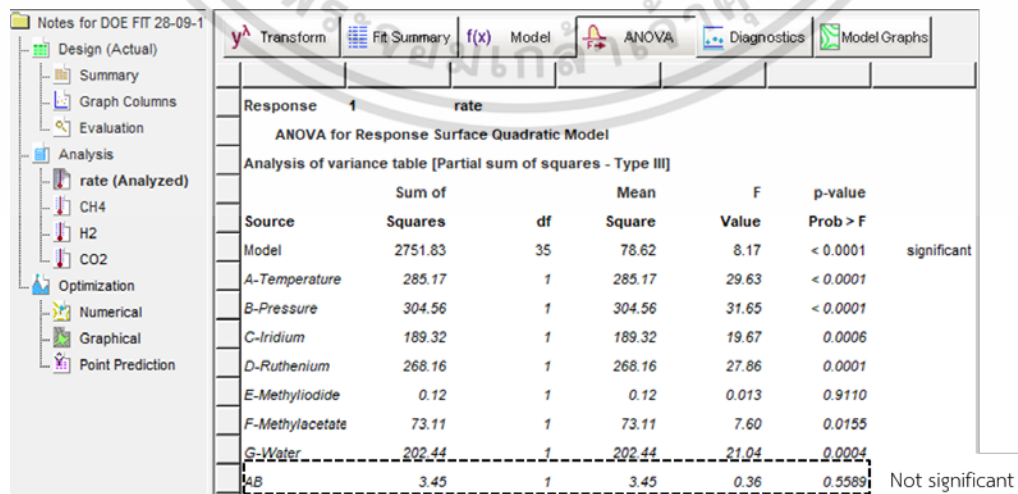 Notes for DOE FIT 28-09-1
Design (Actual)
Summary
Graph Columns
Evaluation
Analysis
rate (Analyzed)
CH4
H2
CO2
Optimization
Numerical
Graphical
Point Prediction
yλ Transform Fit Summary f(x) Model ANOVA Diagnostics Model Graphs
Response 1 rate
ANOVA for Response Surface Quadratic Model
Analysis of variance table [Partial sum of squares - Type III]
Sum of Mean F p-value
Source Squares df Square Value Prob > F
Model 2751.83 35 78.62 8.17 < 0.0001 significant
A-Temperature 285.17 1 285.17 29.63 < 0.0001
B-Pressure 304.56 1 304.56 31.65 < 0.0001
C-Iridium 189.32 1 189.32 19.67 0.0006
D-Ruthenium 268.16 1 268.16 27.86 0.0001
E-Methyliodide 0.12 1 0.12 0.013 0.9110
F-Methylacetate 73.11 1 73.11 7.60 0.0155
G-Water 202.44 1 202.44 21.04 0.0004
AB 3.45 1 3.45 0.36 0.5589 Not significant